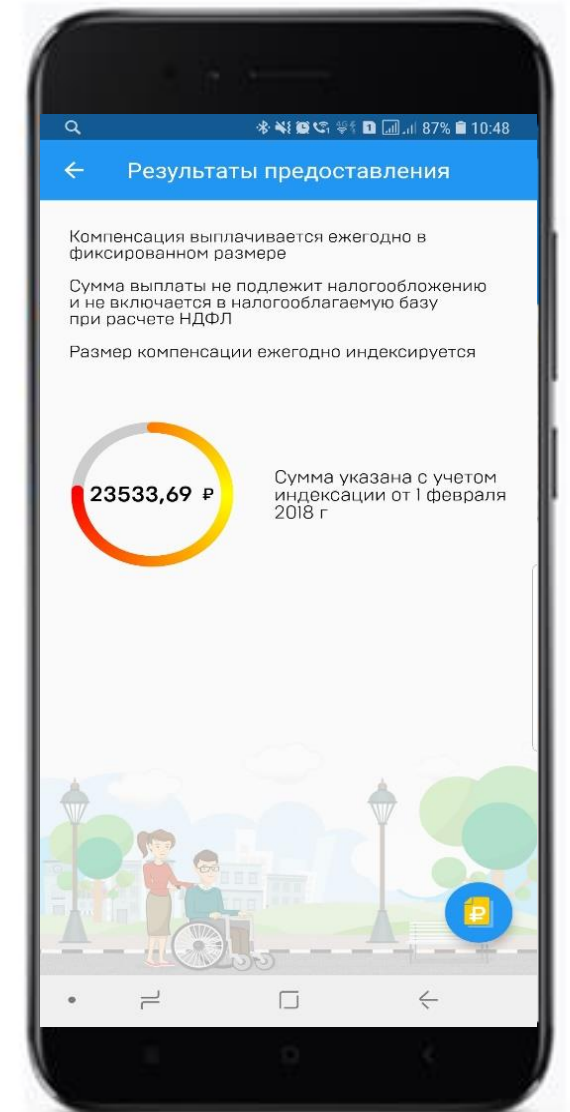 87% 10:48
Результаты предоставления
Компенсация выплачивается ежегодно в
фиксированном размере
Сумма выплаты не подлежит налогообложению
и не включается в налогооблагаемую базу
при расчете НДФЛ
Размер компенсации ежегодно индексируется
23533,69 ₽
Сумма указана с учетом
индексации от 1 февраля
2018 г
₽